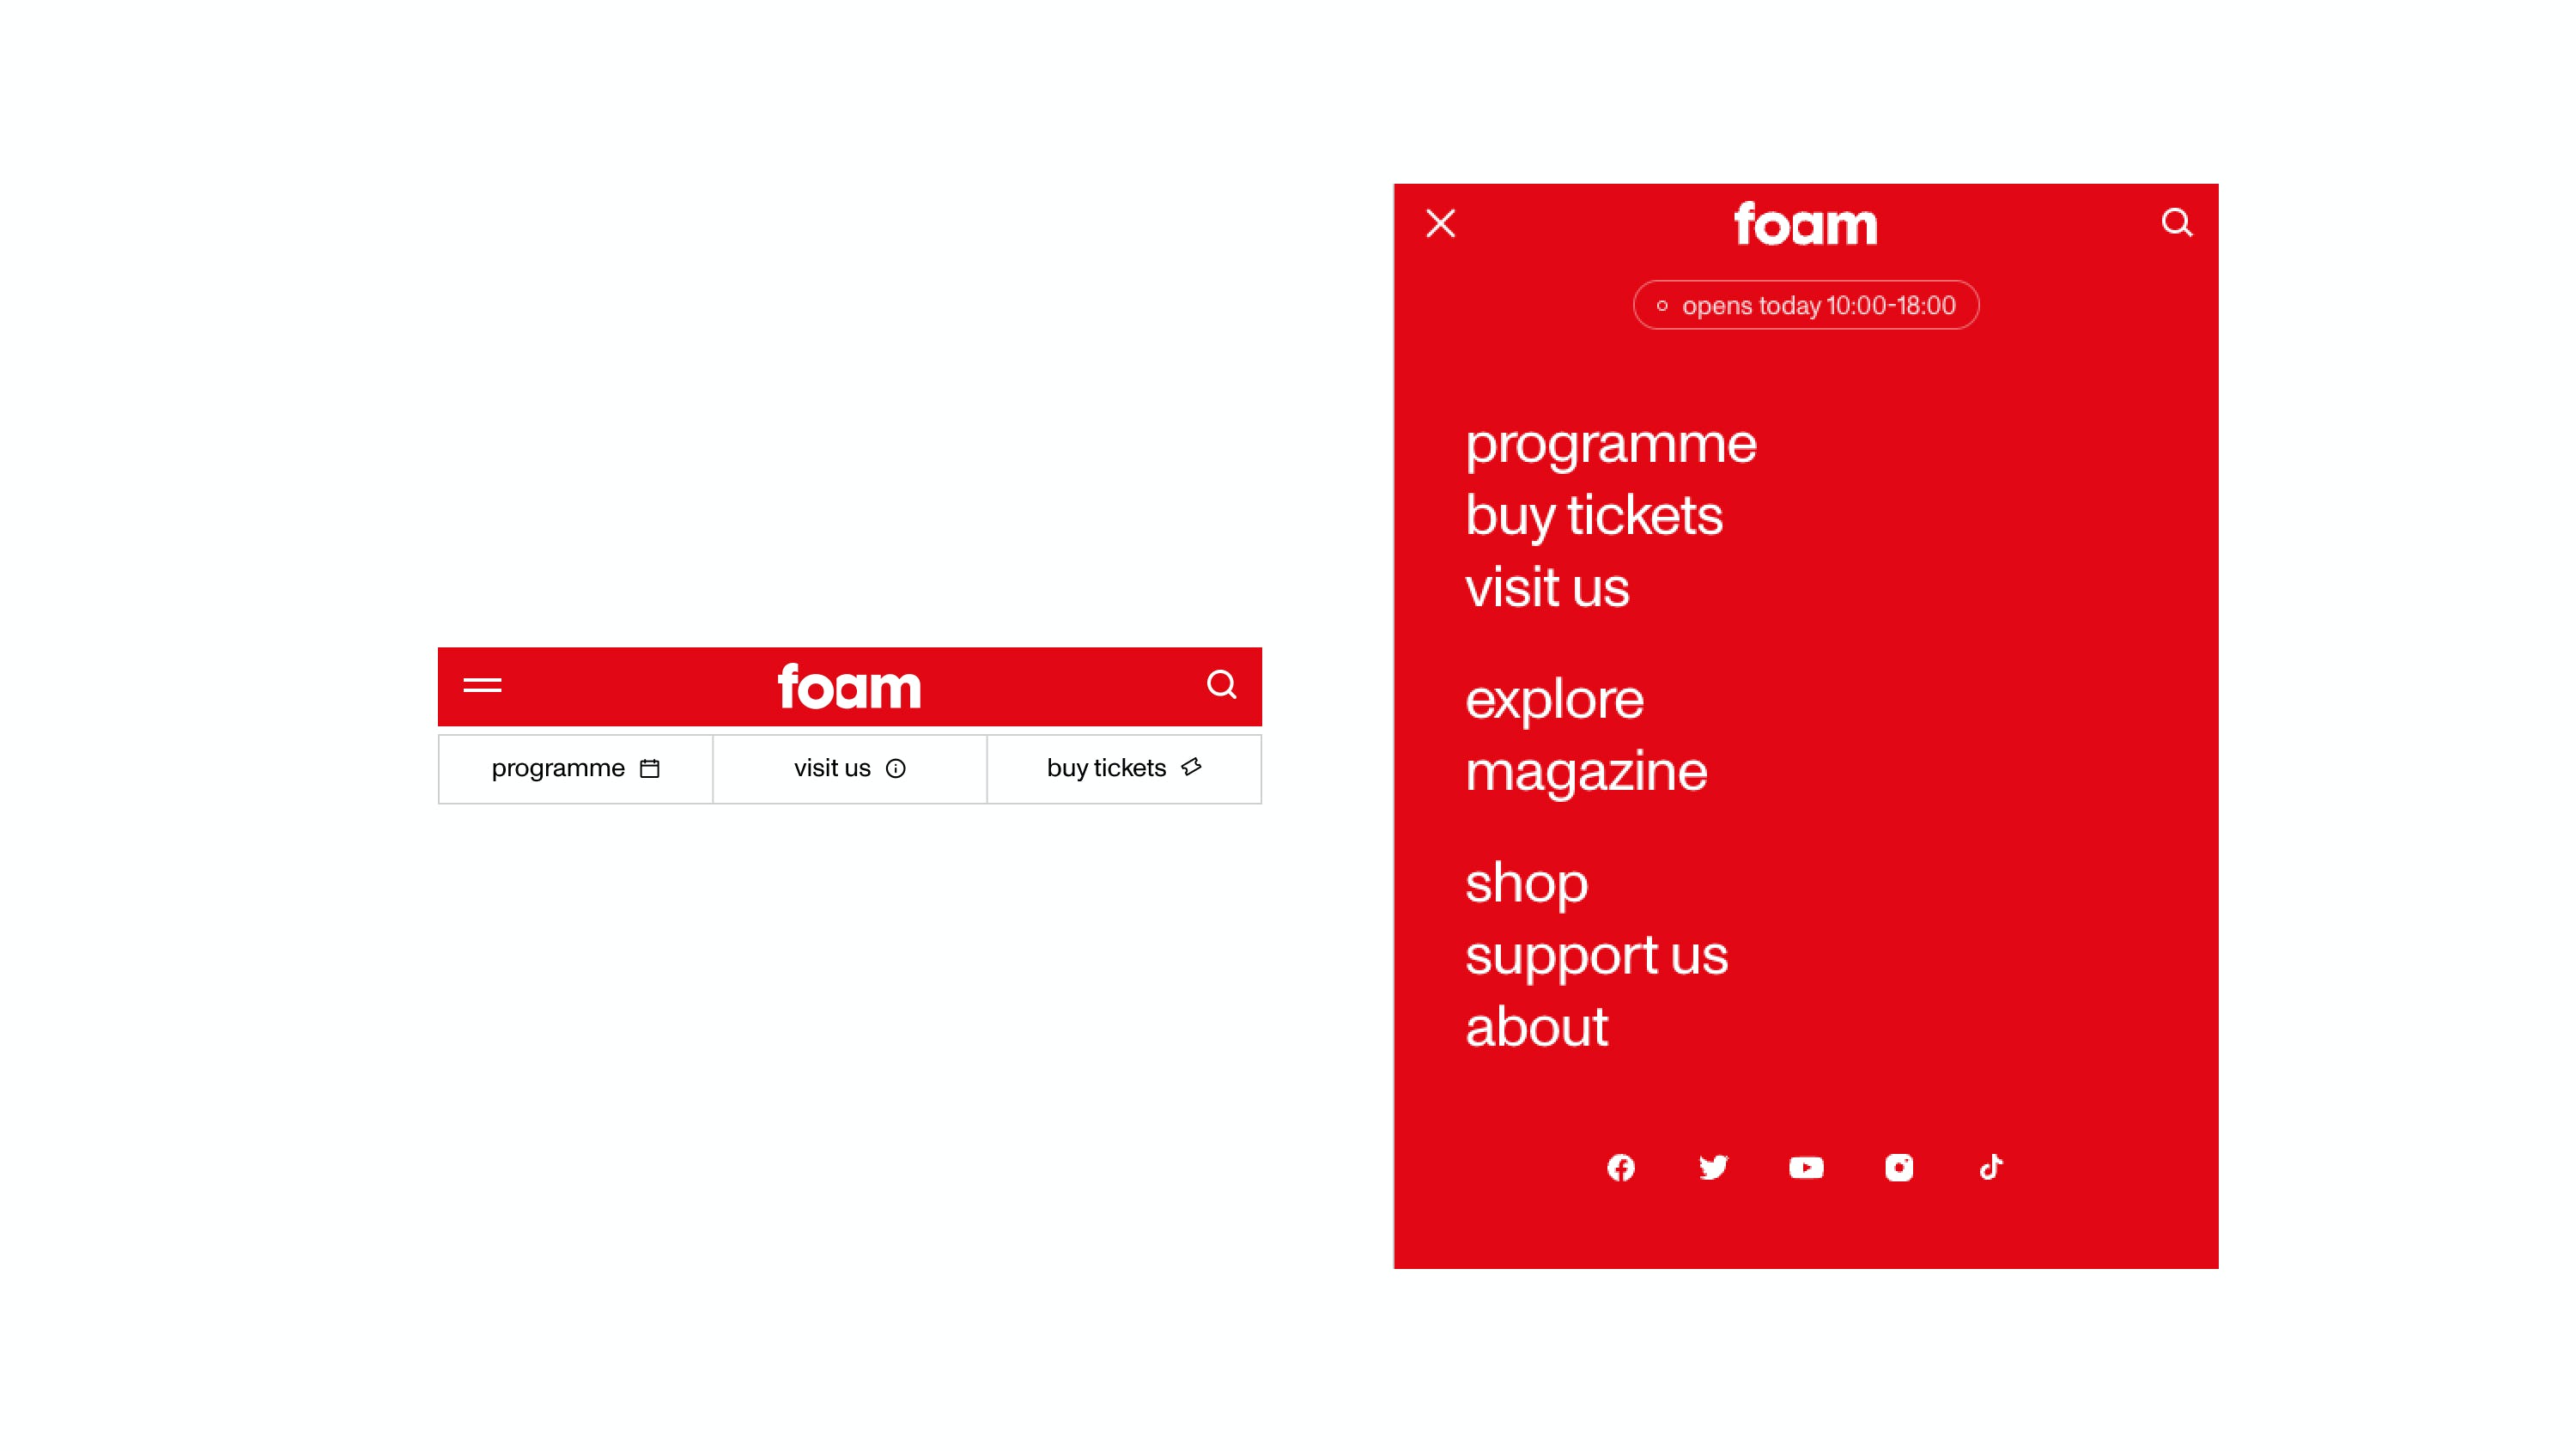 foam
programme
visit us
buy tickets
foam
opens today 10:00-18:00
programme
buy tickets
visit us
explore
magazine
shop
support us
about